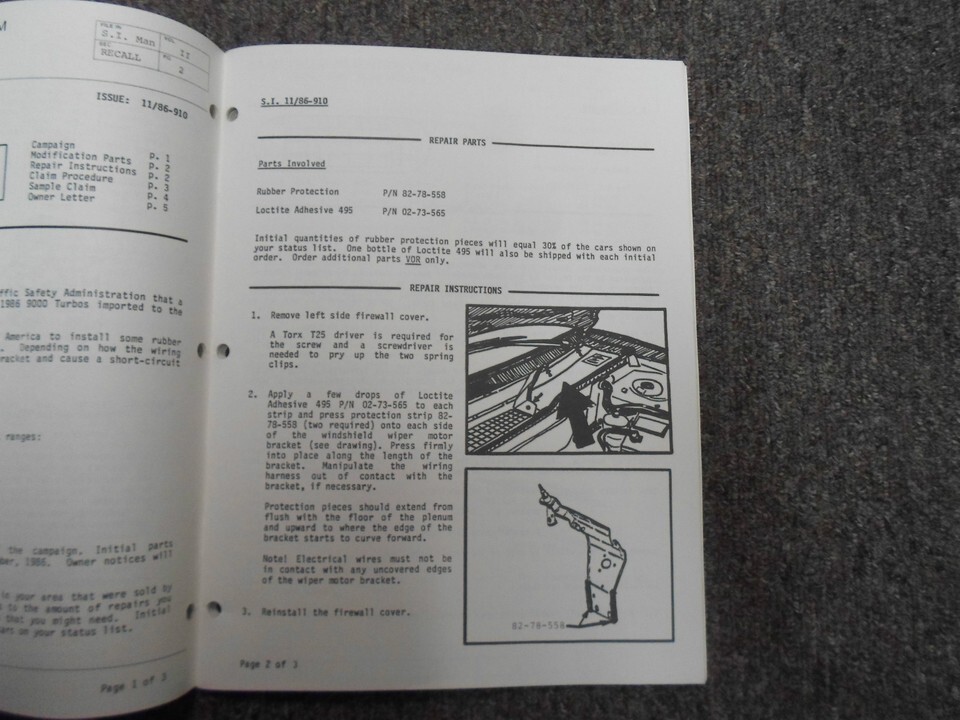 M
FILE IN
S.I. Man
II
SEC.
RECALL
2
ISSUE: 11/86-910
Campaign P. 1
Modification Parts P. 2
Repair Instructions P. 2
Claim Procedure P. 3
Sample Claim P. 4
Owner Letter P. 5
ffic Safety Administration that a
1986 9000 Turbos imported to the
America to install some rubber
. Depending on how the wiring
racket and cause a short-circuit
ranges:
the campaign. Initial parts
ber, 1986. Owner notices will
in your area that were sold by
s to the amount of repairs you
that you might need. Initial
ars on your status list.
Page 1 of 3
S.I. 11/86-910
REPAIR PARTS
Parts Involved
Rubber Protection P/N 82-78-558
Loctite Adhesive 495 P/N 02-73-565
Initial quantities of rubber protection pieces will equal 30% of the cars shown on
your status list. One bottle of Loctite 495 will also be shipped with each initial
order. Order additional parts VOR only.
REPAIR INSTRUCTIONS
1. Remove left side firewall cover.
A Torx T25 driver is required for
the screw and a screwdriver is
needed to pry up the two spring
clips.
2. Apply a few drops of Loctite
Adhesive 495 P/N 02-73-565 to each
strip and press protection strip 82-
78-558 (two required) onto each side
of the windshield wiper motor
bracket (see drawing). Press firmly
into place along the length of the
bracket. Manipulate the wiring
harness out of contact with the
bracket, if necessary.
Protection pieces should extend from
flush with the floor of the plenum
and upward to where the edge of the
bracket starts to curve forward.
Note! Electrical wires must not be
in contact with any uncovered edges
of the wiper motor bracket.
3. Reinstall the firewall cover.
82-78-558
Page 2 of 3